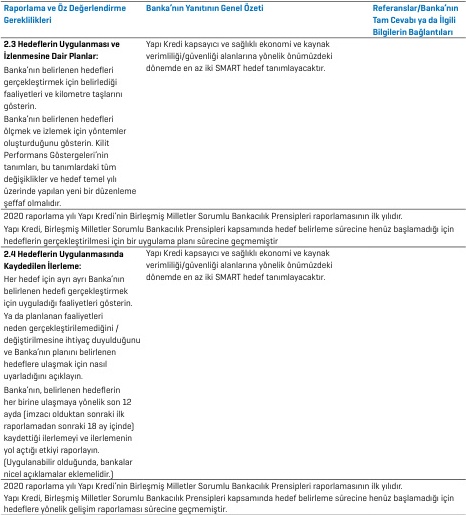 Raporlama ve Öz Değerlendirme
Gereklilikleri
Banka’nın Yanıtının Genel Özeti
Referanslar/Banka’nın
Tam Cevabı ya da İlgili
Bilgilerin Bağlantıları
2.3 Hedeflerin Uygulanması ve
İzlenmesine Dair Planlar:
Banka’nın belirlenen hedefleri
gerçekleştirmek için belirlediği
faaliyetleri ve kilometre taşlarını
gösterin.
Banka’nın belirlenen hedefleri
ölçmek ve izlemek için yöntemler
oluşturduğunu gösterin. Kilit
Performans Göstergeleri’nin
tanımları, bu tanımlardaki tüm
değişiklikler ve hedef temel yılı
üzerinde yapılan yeni bir düzenleme
şeffaf olmalıdır.
Yapı Kredi kapsayıcı ve sağlıklı ekonomi ve kaynak
verimliliği/güvenliği alanlarına yönelik önümüzdeki
dönemde en az iki SMART hedef tanımlayacaktır.
2020 raporlama yılı Yapı Kredi’nin Birleşmiş Milletler Sorumlu Bankacılık Prensipleri raporlamasının ilk yılıdır.
Yapı Kredi, Birleşmiş Milletler Sorumlu Bankacılık Prensipleri kapsamında hedef belirleme sürecine henüz başlamadığı için
hedeflerin gerçekleştirilmesi için bir uygulama planı sürecine geçmemiştir
2.4 Hedeflerin Uygulanmasında
Kaydedilen İlerleme:
Her hedef için ayrı ayrı Banka’nın
belirlenen hedefi gerçekleştirmek
için uyguladığı faaliyetleri gösterin.
Ya da planlanan faaliyetleri
neden gerçekleştirilemediğini /
değiştirilmesine ihtiyaç duyulduğunu
ve Banka’nın planını belirlenen
hedeflere ulaşmak için nasıl
uyarladığını açıklayın.
Banka’nın, belirlenen hedeflerin
her birine ulaşmaya yönelik son 12
ayda (imzacı olduktan sonraki ilk
raporlamadan sonraki 18 ay içinde)
kaydettiği ilerlemeyi ve ilerlemenin
yol açtığı etkiyi raporlayın.
(Uygulanabilir olduğunda, bankalar
nicel açıklamalar eklemelidir.)
Yapı Kredi kapsayıcı ve sağlıklı ekonomi ve kaynak
verimliliği/güvenliği alanlarına yönelik önümüzdeki
dönemde en az iki SMART hedef tanımlayacaktır.
2020 raporlama yılı Yapı Kredi’nin Birleşmiş Milletler Sorumlu Bankacılık Prensipleri raporlamasının ilk yılıdır.
Yapı Kredi, Birleşmiş Milletler Sorumlu Bankacılık Prensipleri kapsamında hedef belirleme sürecine henüz başlamadığı için
hedeflere yönelik gelişim raporlaması sürecine geçmemiştir.